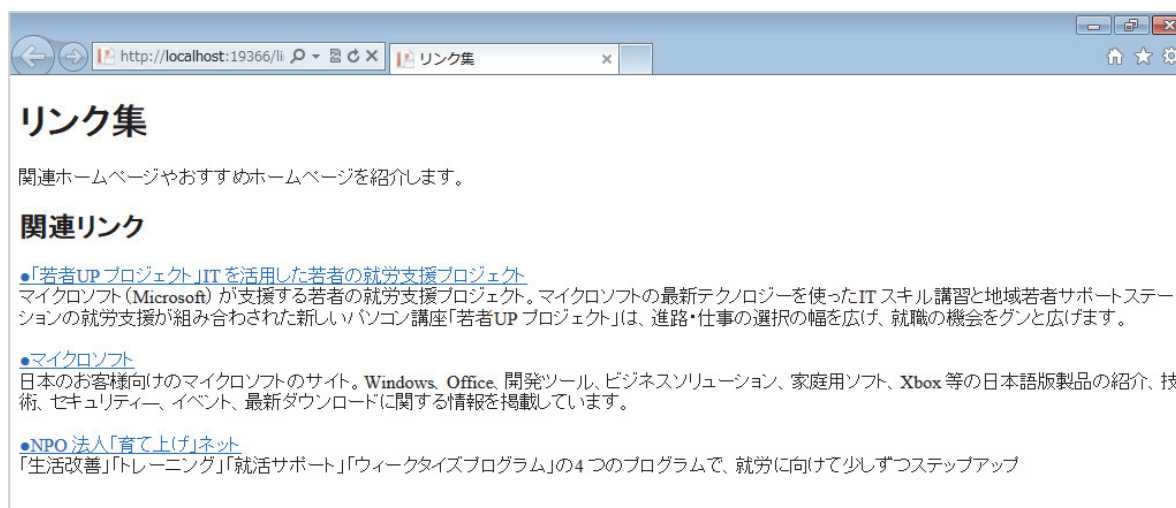 http://localhost:19366/li
リンク集
リンク集
関連ホームページやおすすめホームページを紹介します。
関連リンク
●「若者UP プロジェクト」IT を活用した若者の就労支援プロジェクト
マイクロソフト（Microsoft）が支援する若者の就労支援プロジェクト。マイクロソフトの最新テクノロジーを使ったIT スキル講習と地域若者サポートステー
ションの就労支援が組み合わされた新しいパソコン講座「若者UP プロジェクト」は、進路・仕事の選択の幅を広げ、就職の機会をグンと広げます。
●マイクロソフト
日本のお客様向けのマイクロソフトのサイト。Windows、Office、開発ツール、ビジネスソリューション、家庭用ソフト、Xbox 等の日本語版製品の紹介、技
術、セキュリティー、イベント、最新ダウンロードに関する情報を掲載しています。
●NPO 法人「育て上げ」ネット
「生活改善」「トレーニング」「就活サポート」「ウィークタイズプログラム」の4 つのプログラムで、就労に向けて少しずつステップアップ